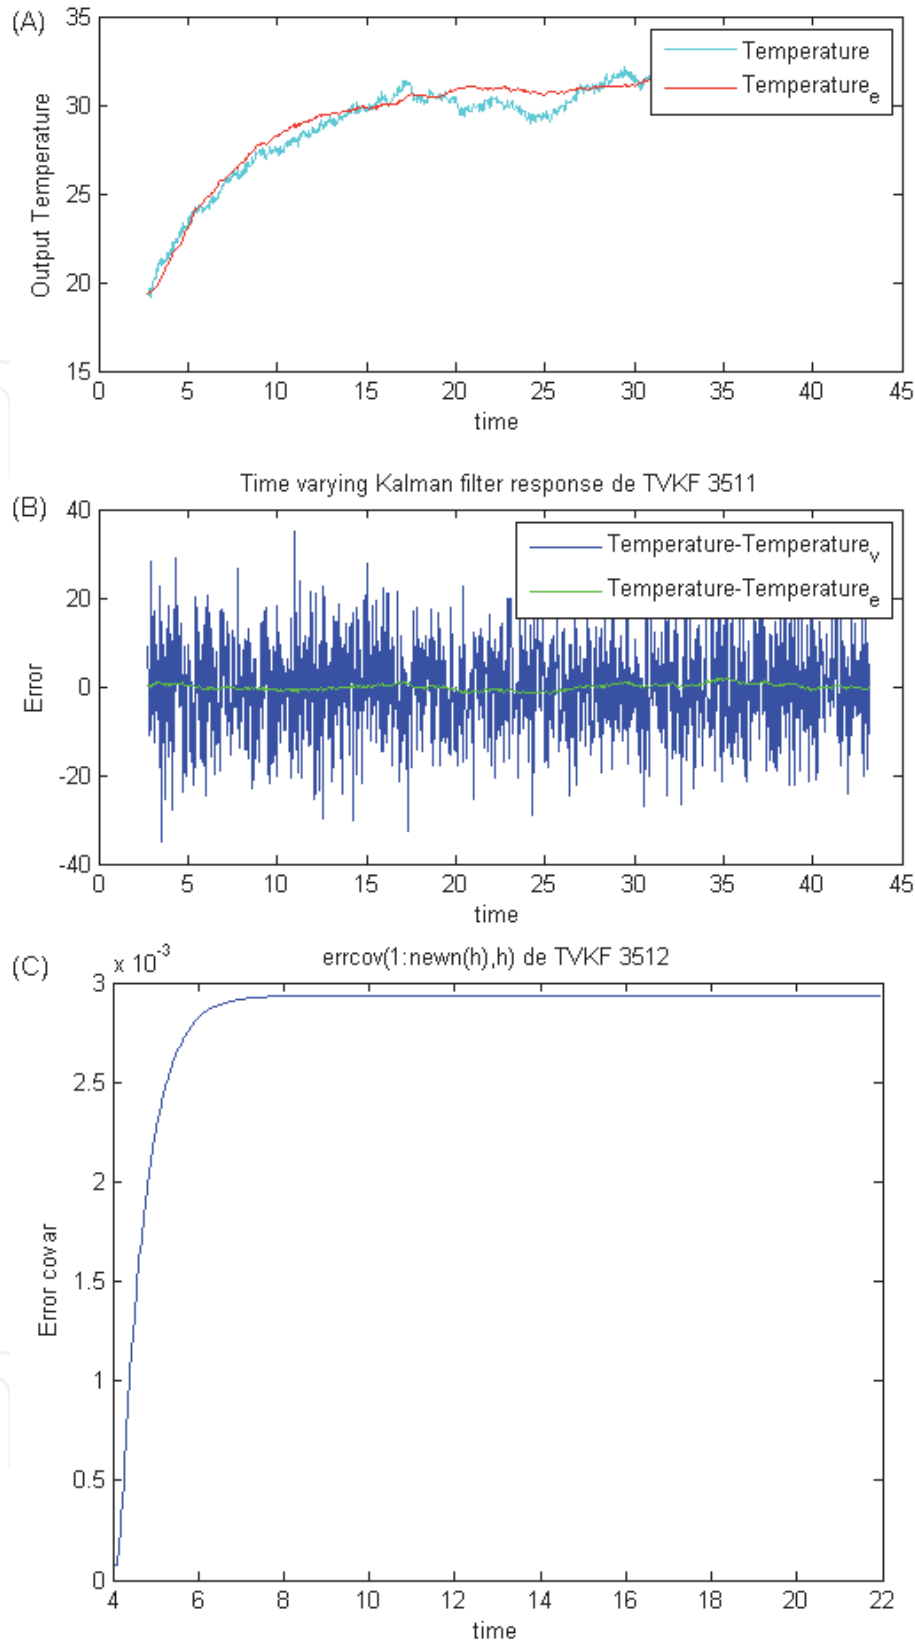 (A)
35
30
25
20
15
Output Temperature
Temperature
Temperature_e
0 5 10 15 20 25 30 35 40 45
time
Time varying Kalman filter response de TVKF 3511
(B)
40
20
0
-20
-40
Error
Temperature-Temperature_v
Temperature-Temperature_e
0 5 10 15 20 25 30 35 40 45
time
(C)
x 10^-3
errcov(1:newn(h),h) de TVKF 3512
3
2.5
2
1.5
1
0.5
0
Error covar
4 6 8 10 12 14 16 18 20 22
time